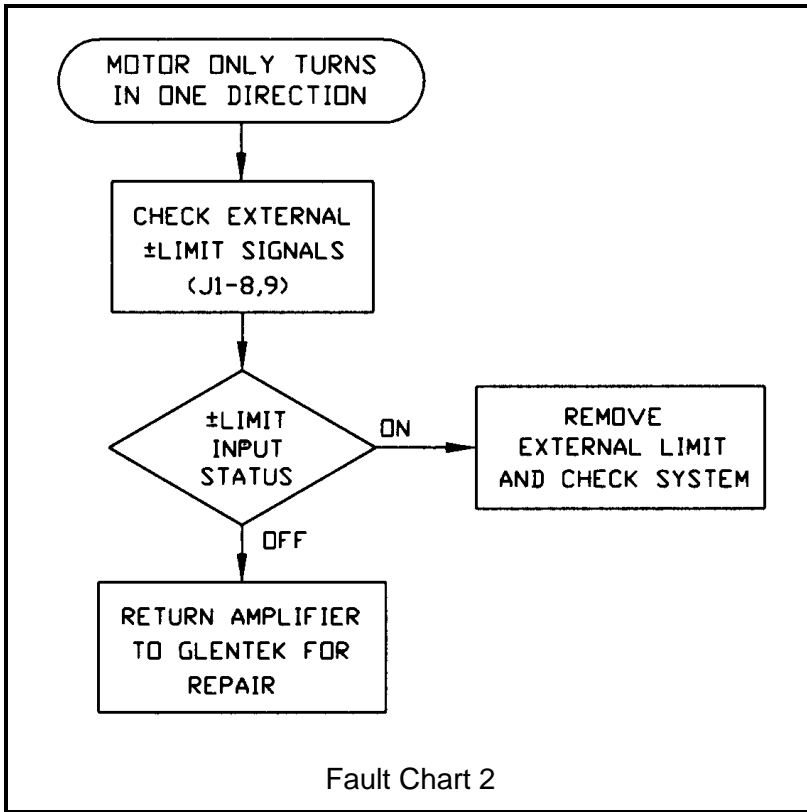 MOTOR ONLY TURNS
IN ONE DIRECTION
CHECK EXTERNAL
±LIMIT SIGNALS
(J1-8,9)
±LIMIT
INPUT
STATUS
ON
REMOVE
EXTERNAL LIMIT
AND CHECK SYSTEM
OFF
RETURN AMPLIFIER
TO GLENTEK FOR
REPAIR
Fault Chart 2